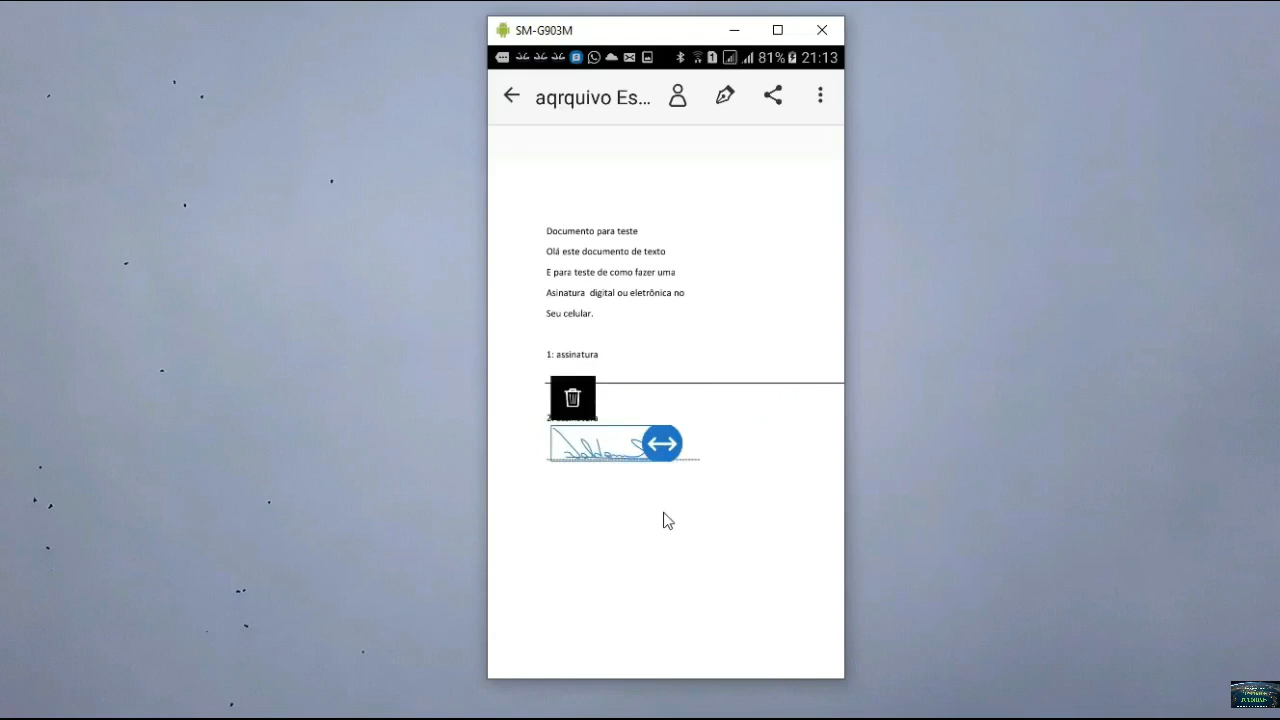 SM-G903M
81% 21:13
aqrquivo Es...
Documento para teste
Olá este documento de texto
E para teste de como fazer uma
Asinatura digital ou eletrônica no
Seu celular.
1: assinatura